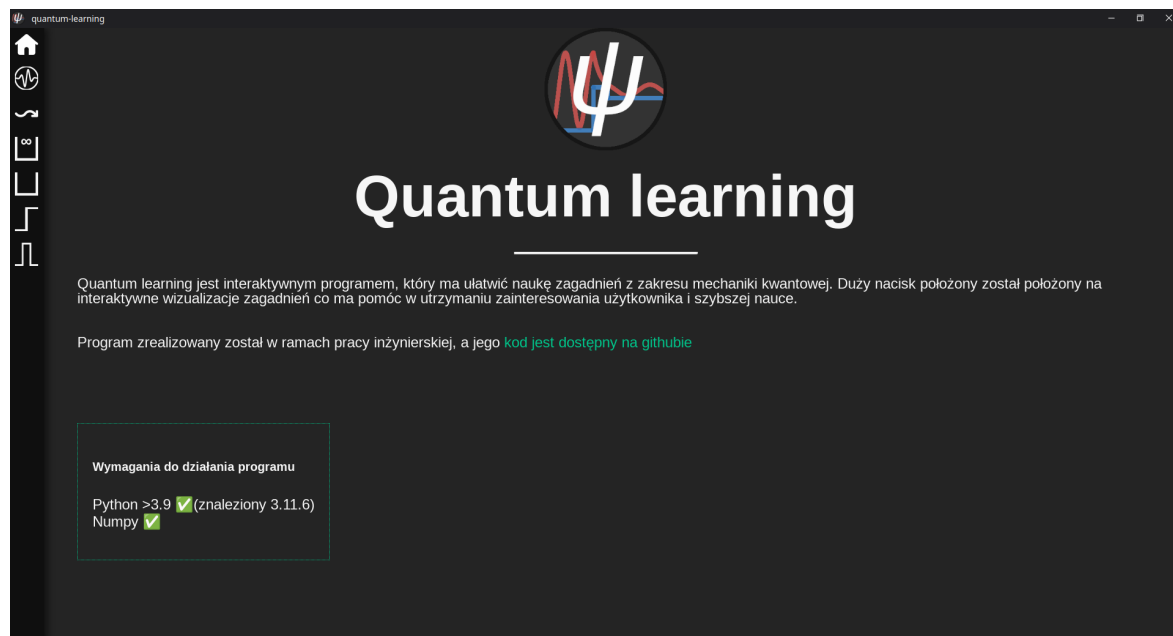 quantum-learning
ψ
∞
Quantum learning
Quantum learning jest interaktywnym programem, który ma ułatwić naukę zagadnień z zakresu mechaniki kwantowej. Duży nacisk położony został położony na
interaktywne wizualizacje zagadnień co ma pomóc w utrzymaniu zainteresowania użytkownika i szybszej nauce.
Program zrealizowany został w ramach pracy inżynierskiej, a jego kod jest dostępny na githubie
Wymagania do działania programu
Python >3.9 ✅(znaleziony 3.11.6)
Numpy ✅